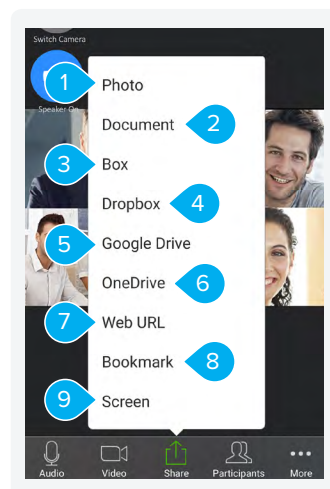 Switch Camera
Speaker On
1 Photo
Document 2
3 Box
Dropbox 4
5 Google Drive
OneDrive 6
7 Web URL
Bookmark 8
9 Screen
Audio Video Share Participants More